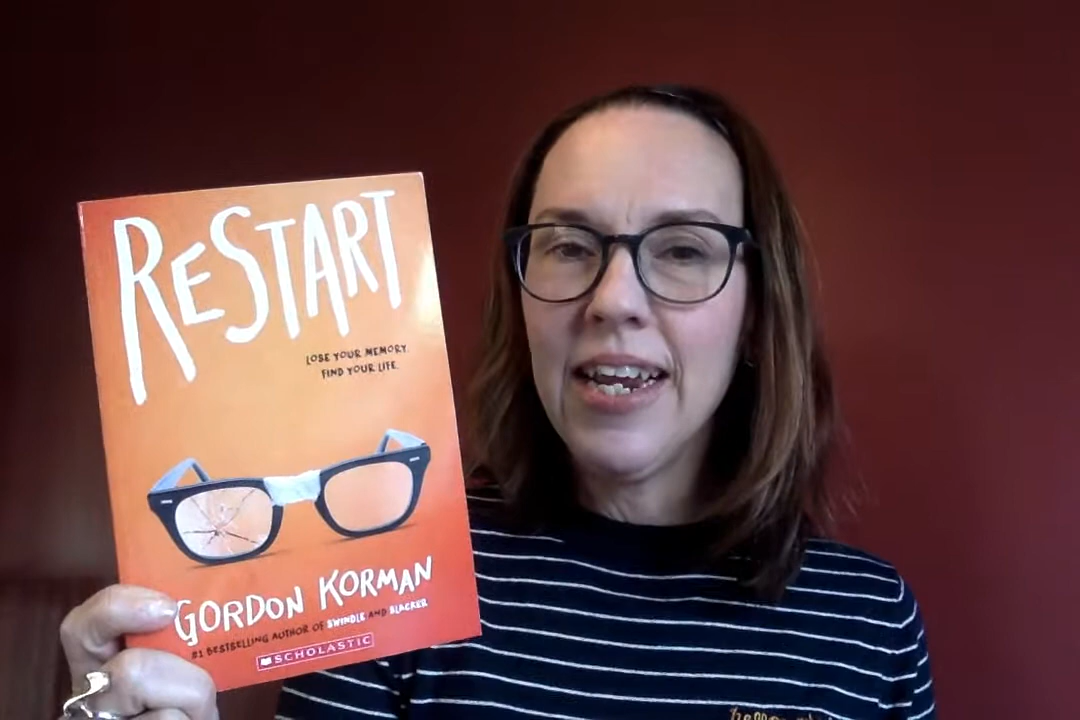 ReSTART
LOSE YOUR MEMORY.
FIND YOUR LIFE.
GORDON KORMAN
#1 BESTSELLING AUTHOR OF SWINDLE AND SLACKER
SCHOLASTIC